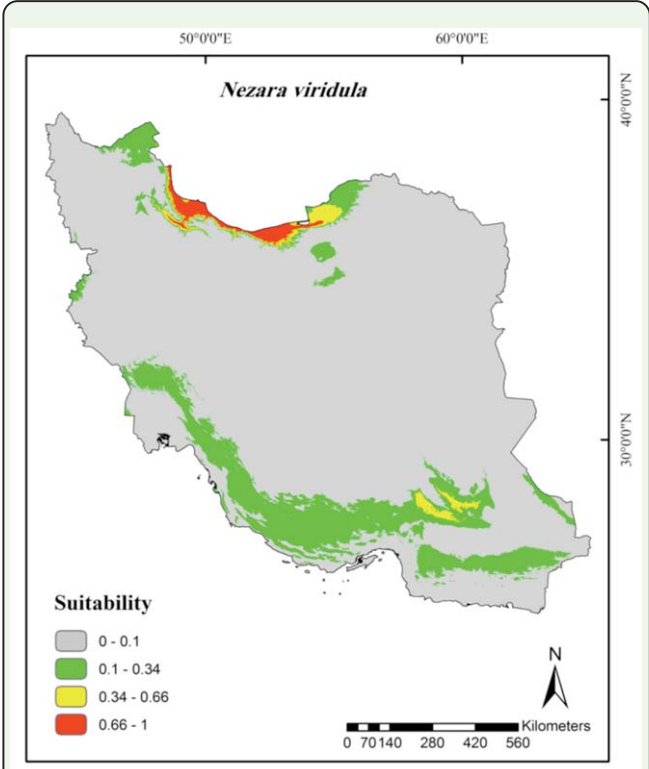 50°0'0"E 60°0'0"E
Nezara viridula
40°0'0"N
30°0'0"N
Suitability
0 - 0.1
0.1 - 0.34
0.34 - 0.66
0.66 - 1
N
Kilometers
0 70 140 280 420 560